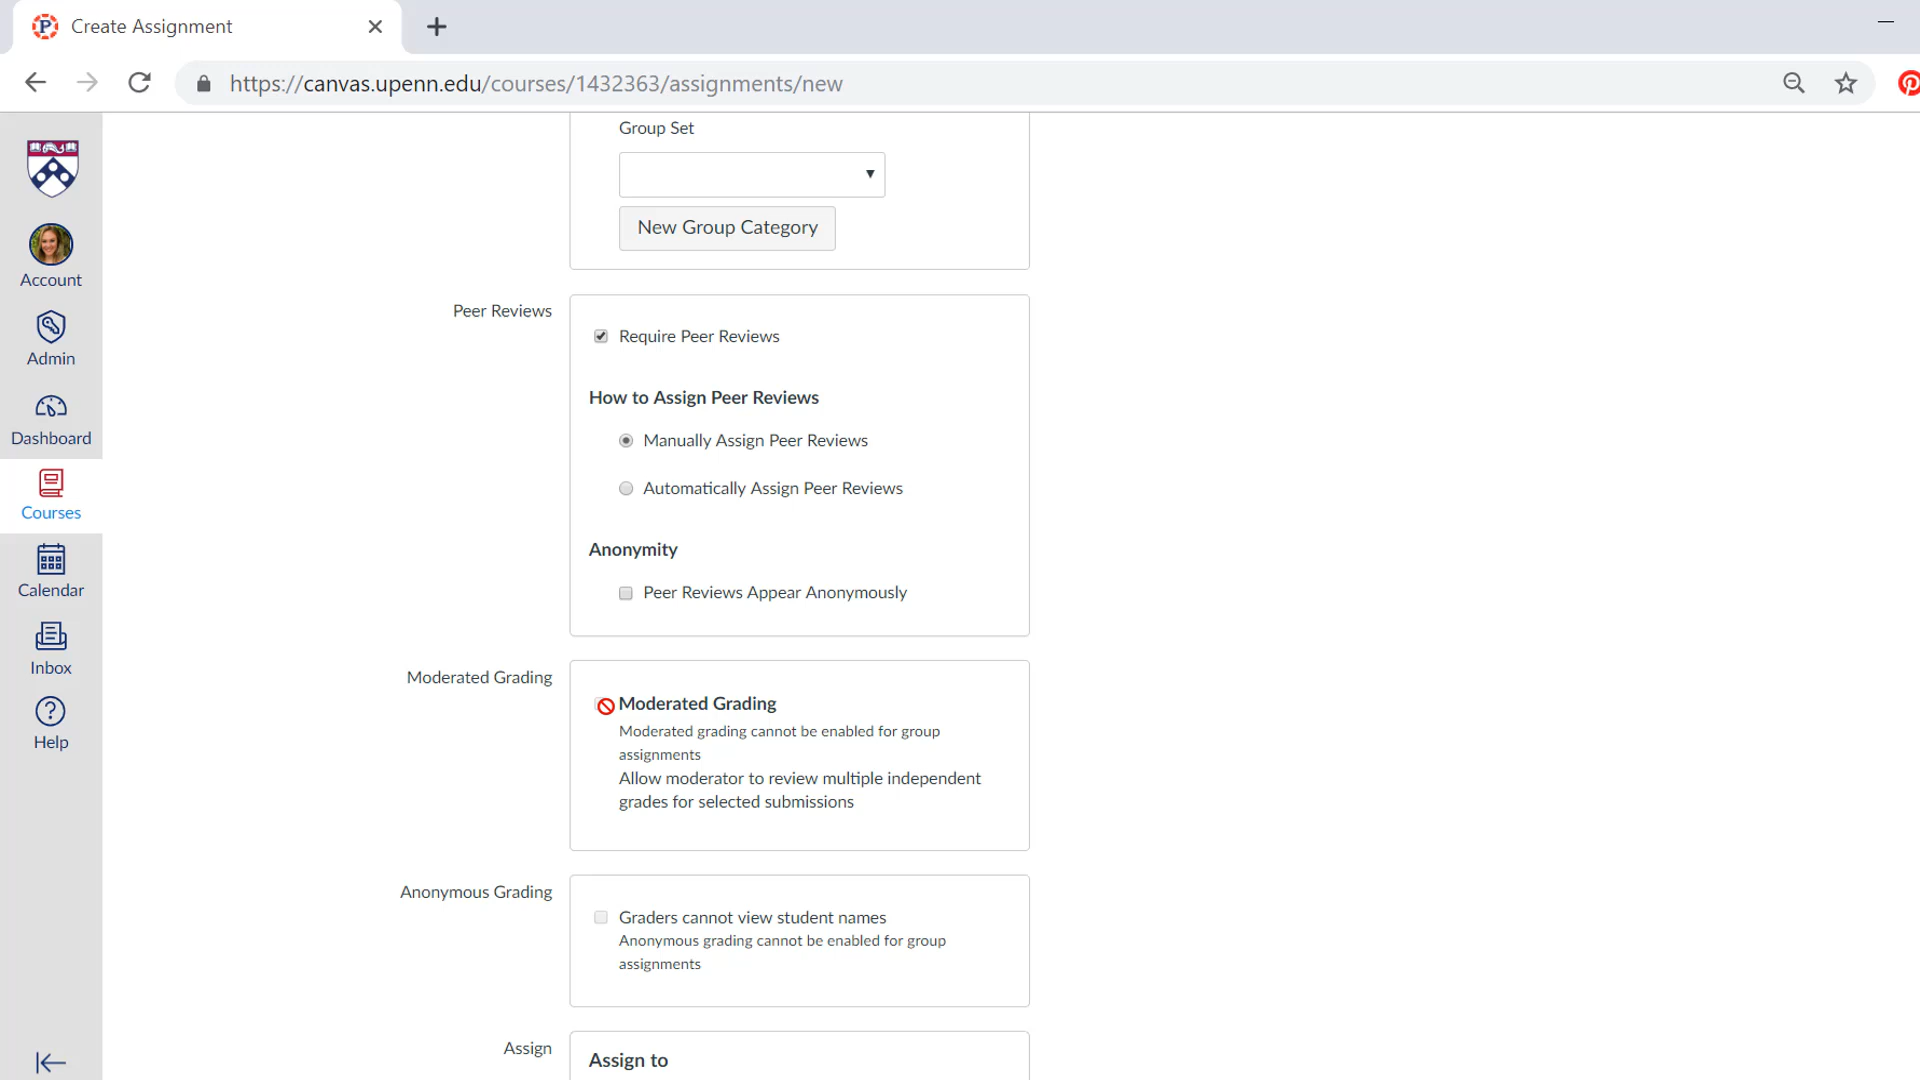 Create Assignment
https://canvas.upenn.edu/courses/1432363/assignments/new
Group Set
New Group Category
Account
Admin
Dashboard
Courses
Calendar
Inbox
Help
Peer Reviews
Require Peer Reviews
How to Assign Peer Reviews
Manually Assign Peer Reviews
Automatically Assign Peer Reviews
Anonymity
Peer Reviews Appear Anonymously
Moderated Grading
Moderated Grading
Moderated grading cannot be enabled for group
assignments
Allow moderator to review multiple independent
grades for selected submissions
Anonymous Grading
Graders cannot view student names
Anonymous grading cannot be enabled for group
assignments
Assign
Assign to